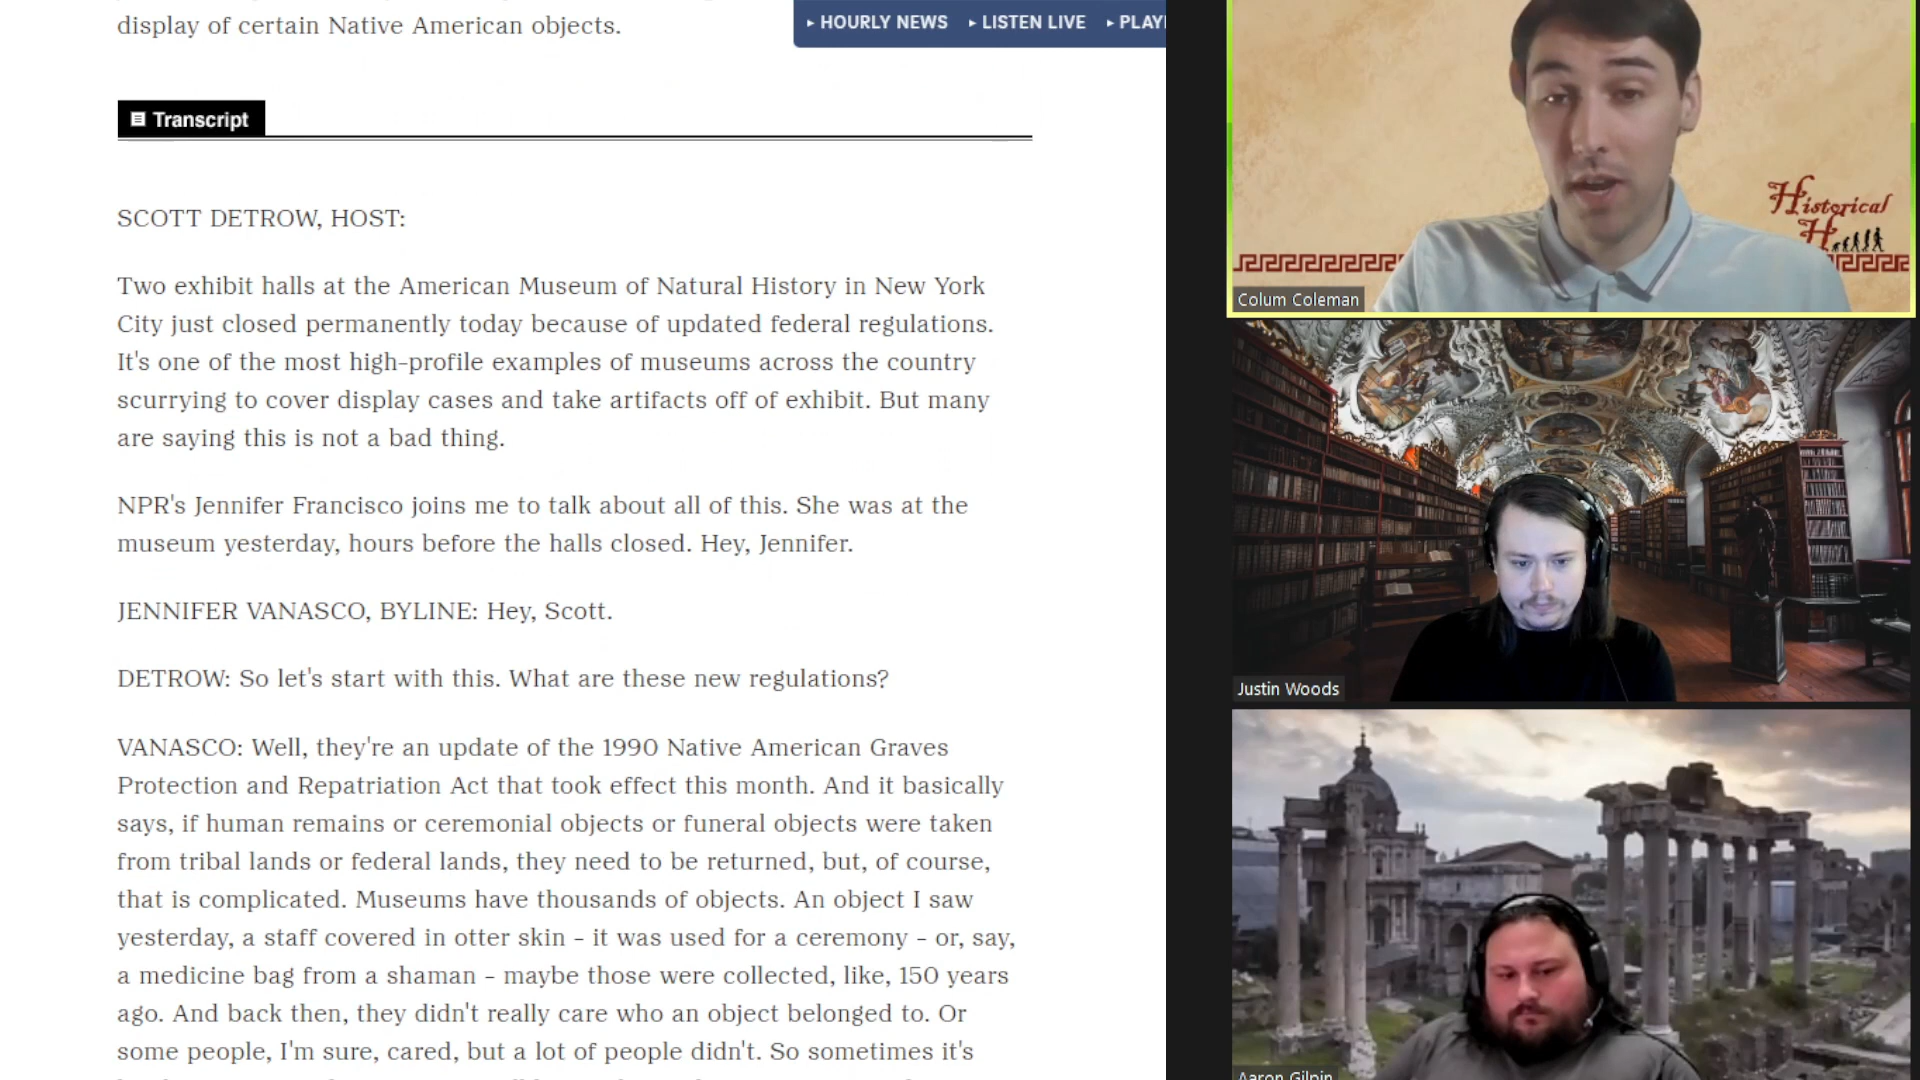 display of certain Native American objects.
▸ HOURLY NEWS ▸ LISTEN LIVE ▸ PLAY
Transcript
SCOTT DETROW, HOST:
Two exhibit halls at the American Museum of Natural History in New York
City just closed permanently today because of updated federal regulations.
It's one of the most high-profile examples of museums across the country
scurrying to cover display cases and take artifacts off of exhibit. But many
are saying this is not a bad thing.
NPR's Jennifer Francisco joins me to talk about all of this. She was at the
museum yesterday, hours before the halls closed. Hey, Jennifer.
JENNIFER VANASCO, BYLINE: Hey, Scott.
DETROW: So let's start with this. What are these new regulations?
VANASCO: Well, they're an update of the 1990 Native American Graves
Protection and Repatriation Act that took effect this month. And it basically
says, if human remains or ceremonial objects or funeral objects were taken
from tribal lands or federal lands, they need to be returned, but, of course,
that is complicated. Museums have thousands of objects. An object I saw
yesterday, a staff covered in otter skin - it was used for a ceremony - or, say,
a medicine bag from a shaman - maybe those were collected, like, 150 years
ago. And back then, they didn't really care who an object belonged to. Or
some people, I'm sure, cared, but a lot of people didn't. So sometimes it's
Historical
H
Colum Coleman
Justin Woods
Aaron Gilpin